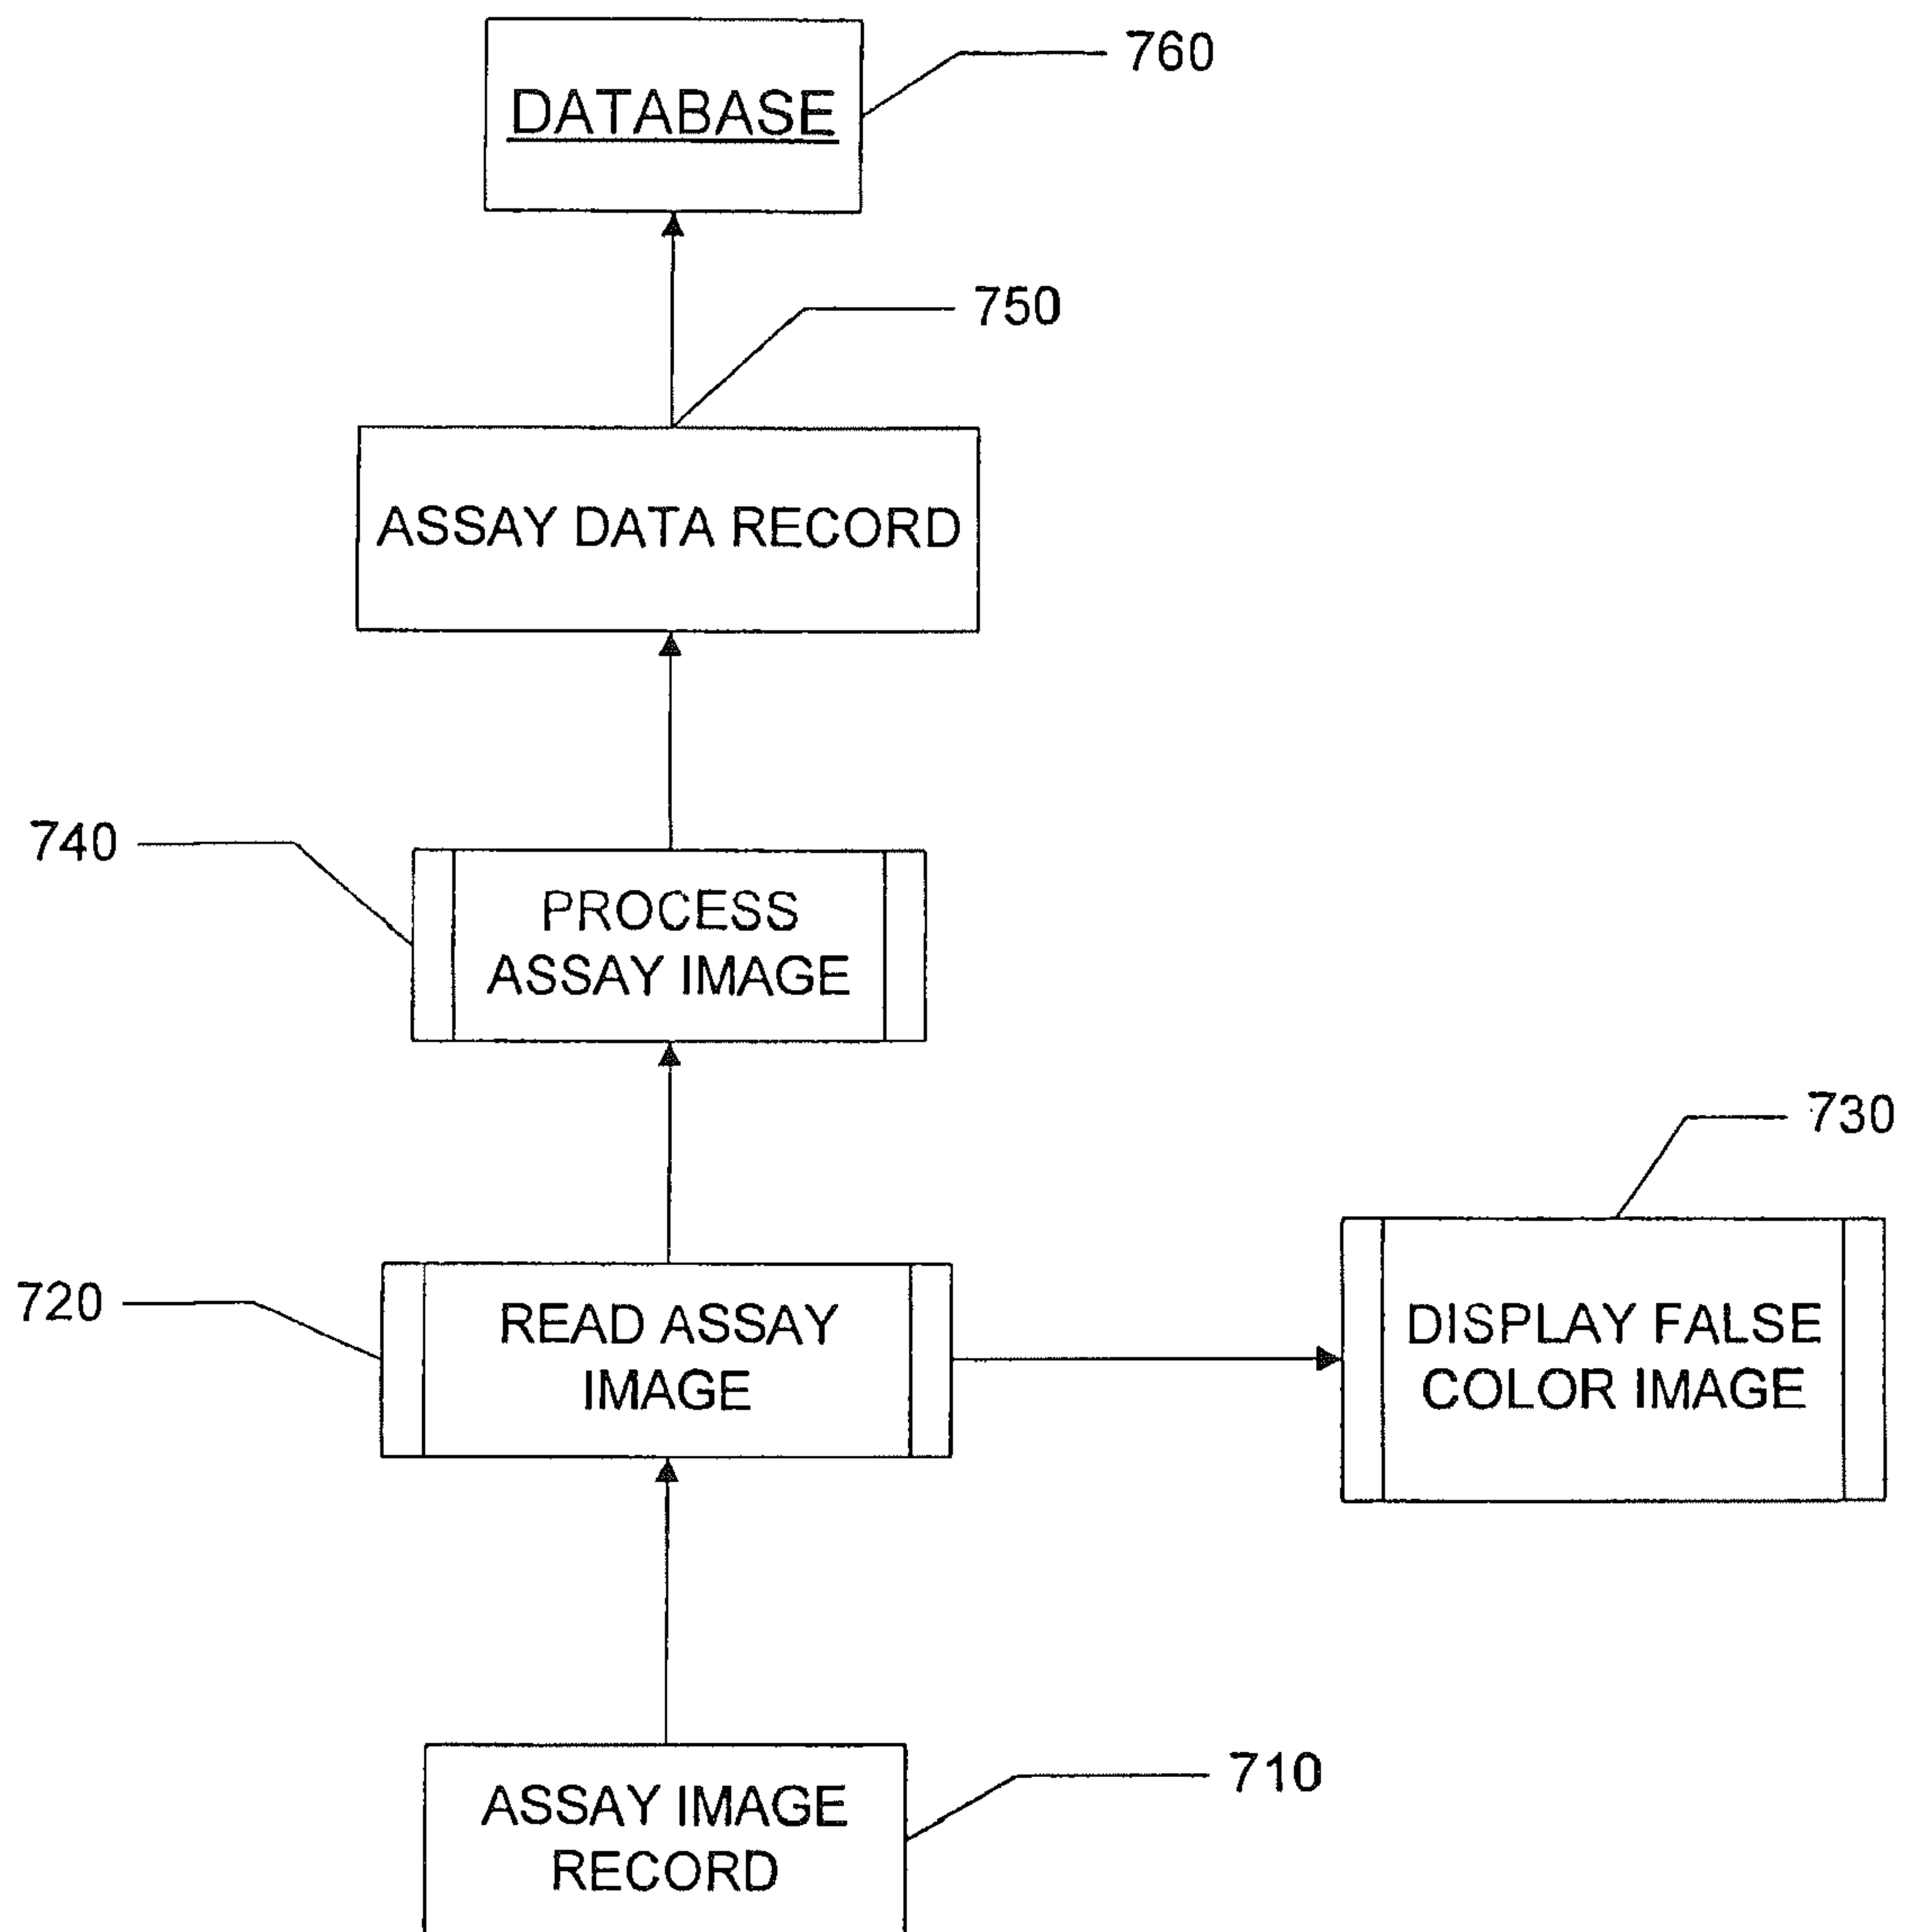 760
DATABASE
750
ASSAY DATA RECORD
740
PROCESS
ASSAY IMAGE
730
720
READ ASSAY
IMAGE
DISPLAY FALSE
COLOR IMAGE
710
ASSAY IMAGE
RECORD